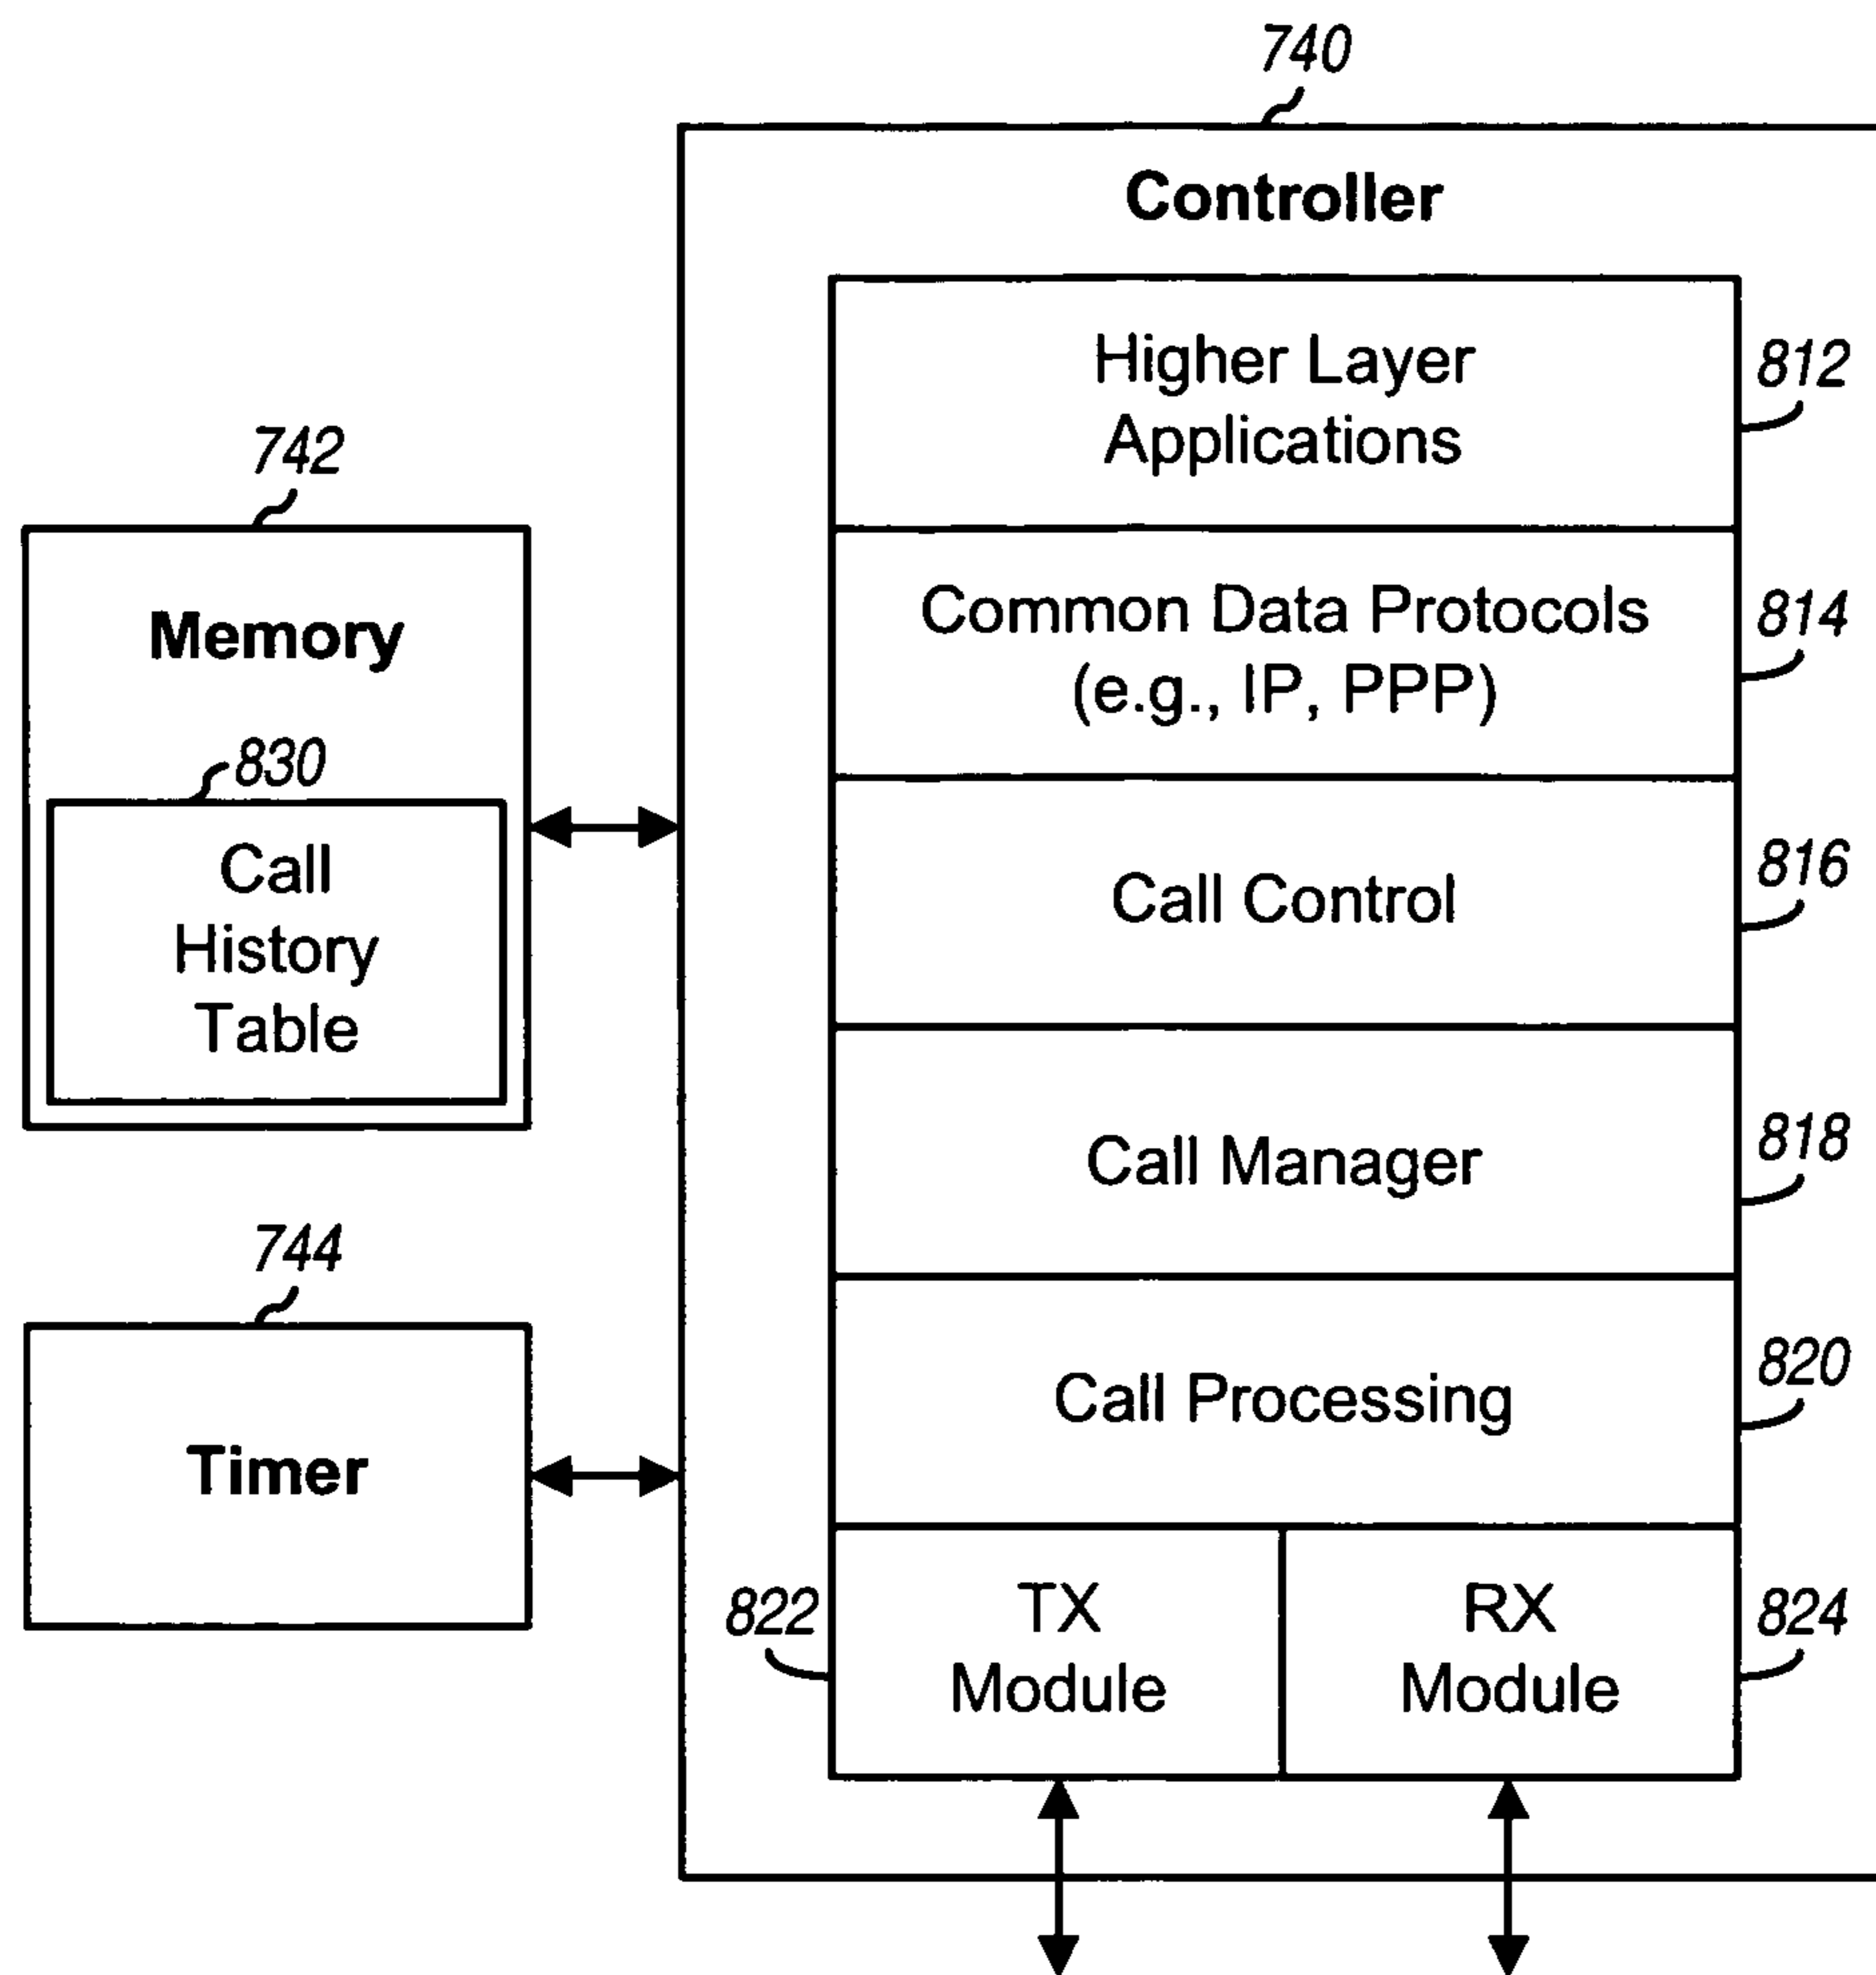 740
Controller
Higher Layer
Applications
812
742
Memory
Common Data Protocols
(e.g., IP, PPP)
814
830
Call
History
Table
Call Control
816
Call Manager
818
744
Timer
Call Processing
820
822
TX
Module
RX
Module
824